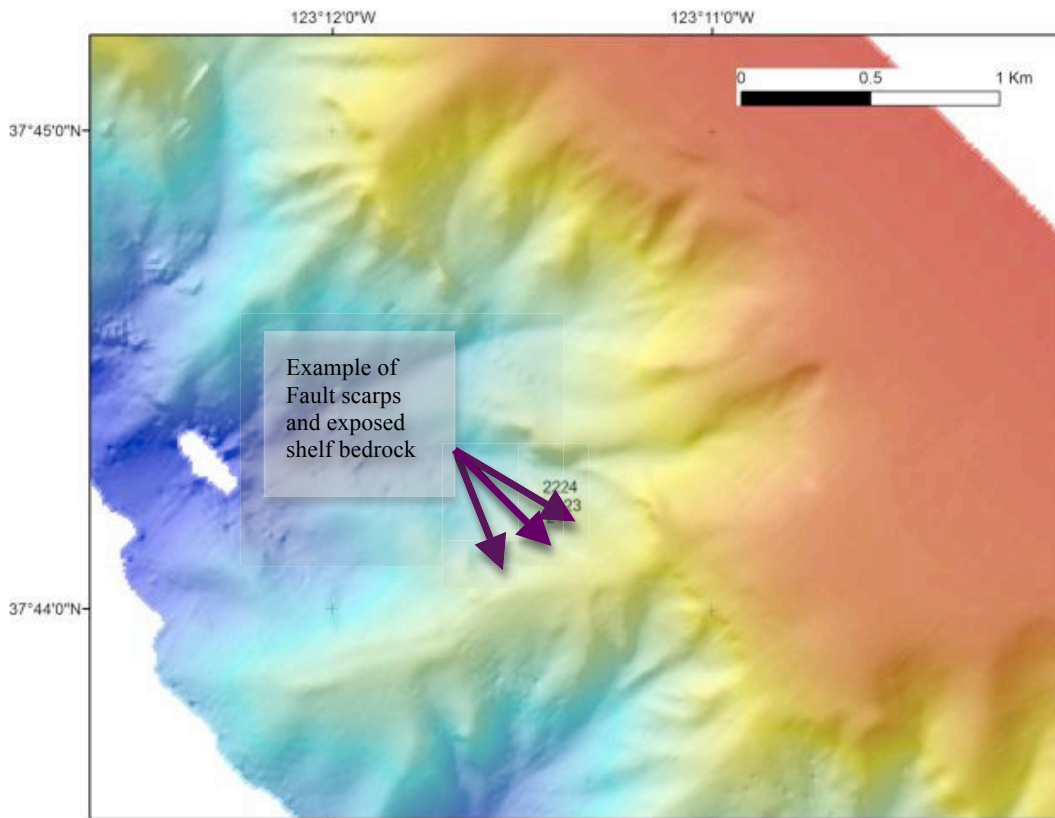 123°12'0"W
123°11'0"W
0 0.5 1 Km
37°45'0"N
Example of
Fault scarps
and exposed
shelf bedrock
2224
37°44'0"N